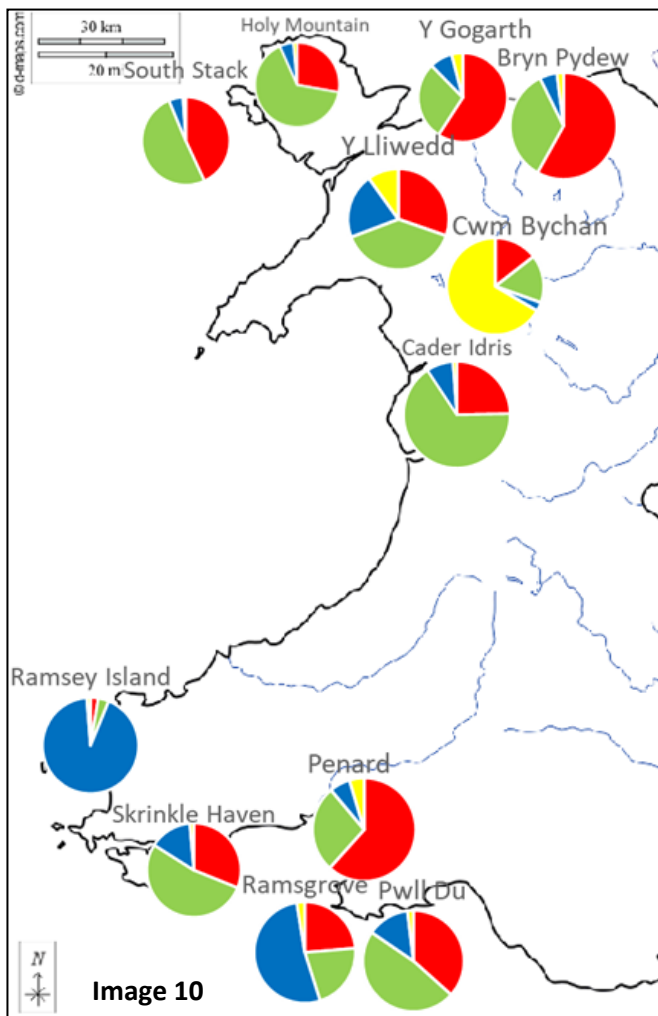 © d-maps.com
30 km
20 m
Holy Mountain
South Stack
Y Gogarth
Bryn Pydew
Y Lliwedd
Cwm Bychan
Cader Idris
Ramsey Island
Penard
Skrinkle Haven
Ramsgrove
Pwll Du
N
Image 10